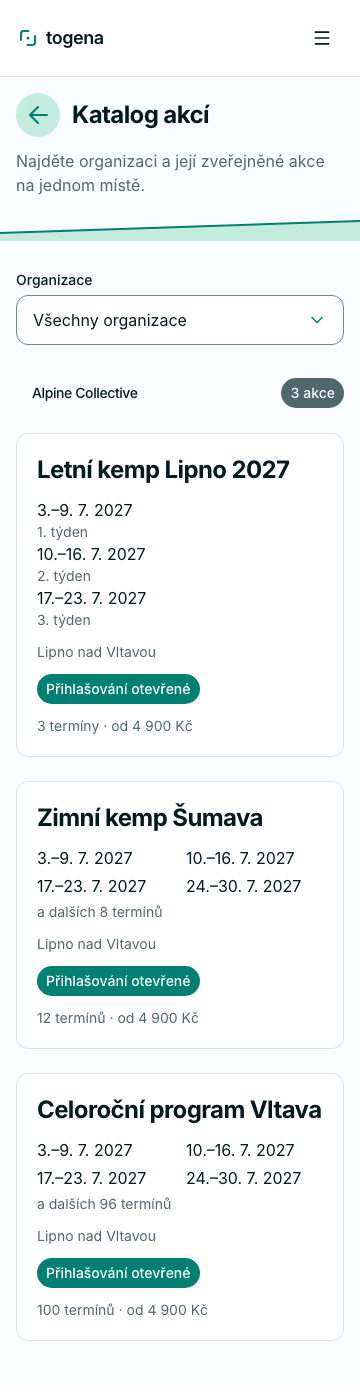 togena
Katalog akcí
Najděte organizaci a její zveřejněné akce
na jednom místě.
Organizace
Všechny organizace
Alpine Collective
3 akce
Letní kemp Lipno 2027
3.–9. 7. 2027
1. týden
10.–16. 7. 2027
2. týden
17.–23. 7. 2027
3. týden
Lipno nad Vltavou
Přihlašování otevřené
3 termíny · od 4 900 Kč
Zimní kemp Šumava
3.–9. 7. 2027 10.–16. 7. 2027
17.–23. 7. 2027 24.–30. 7. 2027
a dalších 8 termínů
Lipno nad Vltavou
Přihlašování otevřené
12 termínů · od 4 900 Kč
Celoroční program Vltava
3.–9. 7. 2027 10.–16. 7. 2027
17.–23. 7. 2027 24.–30. 7. 2027
a dalších 96 termínů
Lipno nad Vltavou
Přihlašování otevřené
100 termínů · od 4 900 Kč